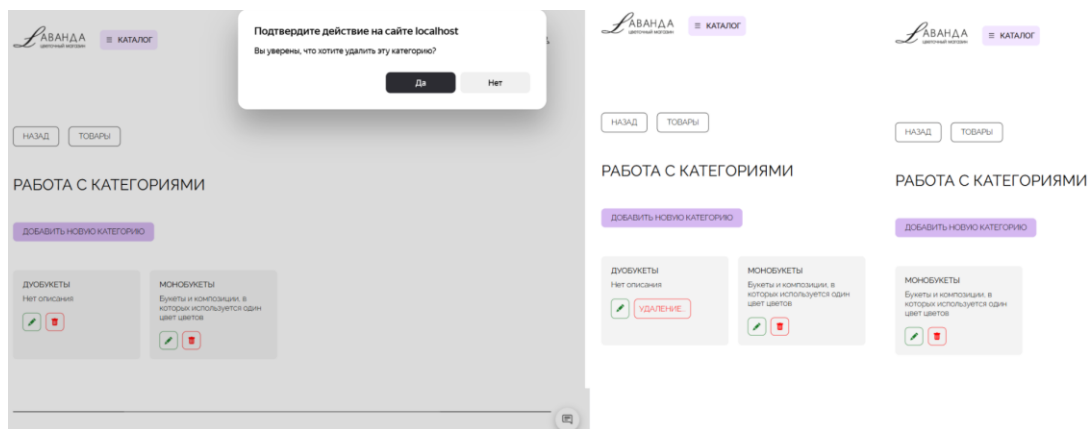 ЛАВАНДА
цветочный магазин
≡ КАТАЛОГ
Подтвердите действие на сайте localhost
Вы уверены, что хотите удалить эту категорию?
Да
Нет
НАЗАД
ТОВАРЫ
РАБОТА С КАТЕГОРИЯМИ
ДОБАВИТЬ НОВУЮ КАТЕГОРИЮ
ДУОБУКЕТЫ
Нет описания
МОНОБУКЕТЫ
Букеты и композиции, в
которых используется один
цвет цветов
ЛАВАНДА
цветочный магазин
≡ КАТАЛОГ
НАЗАД
ТОВАРЫ
РАБОТА С КАТЕГОРИЯМИ
ДОБАВИТЬ НОВУЮ КАТЕГОРИЮ
ДУОБУКЕТЫ
Нет описания
УДАЛЕНИЕ...
МОНОБУКЕТЫ
Букеты и композиции, в
которых используется один
цвет цветов
ЛАВАНДА
цветочный магазин
≡ КАТАЛОГ
НАЗАД
ТОВАРЫ
РАБОТА С КАТЕГОРИЯМИ
ДОБАВИТЬ НОВУЮ КАТЕГОРИЮ
МОНОБУКЕТЫ
Букеты и композиции, в
которых используется один
цвет цветов